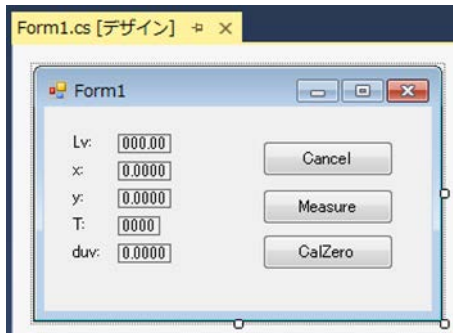 Form1.cs [デザイン]
Form1
Lv: 000.00
x: 0.0000
y: 0.0000
T: 0000
duv: 0.0000
Cancel
Measure
CalZero